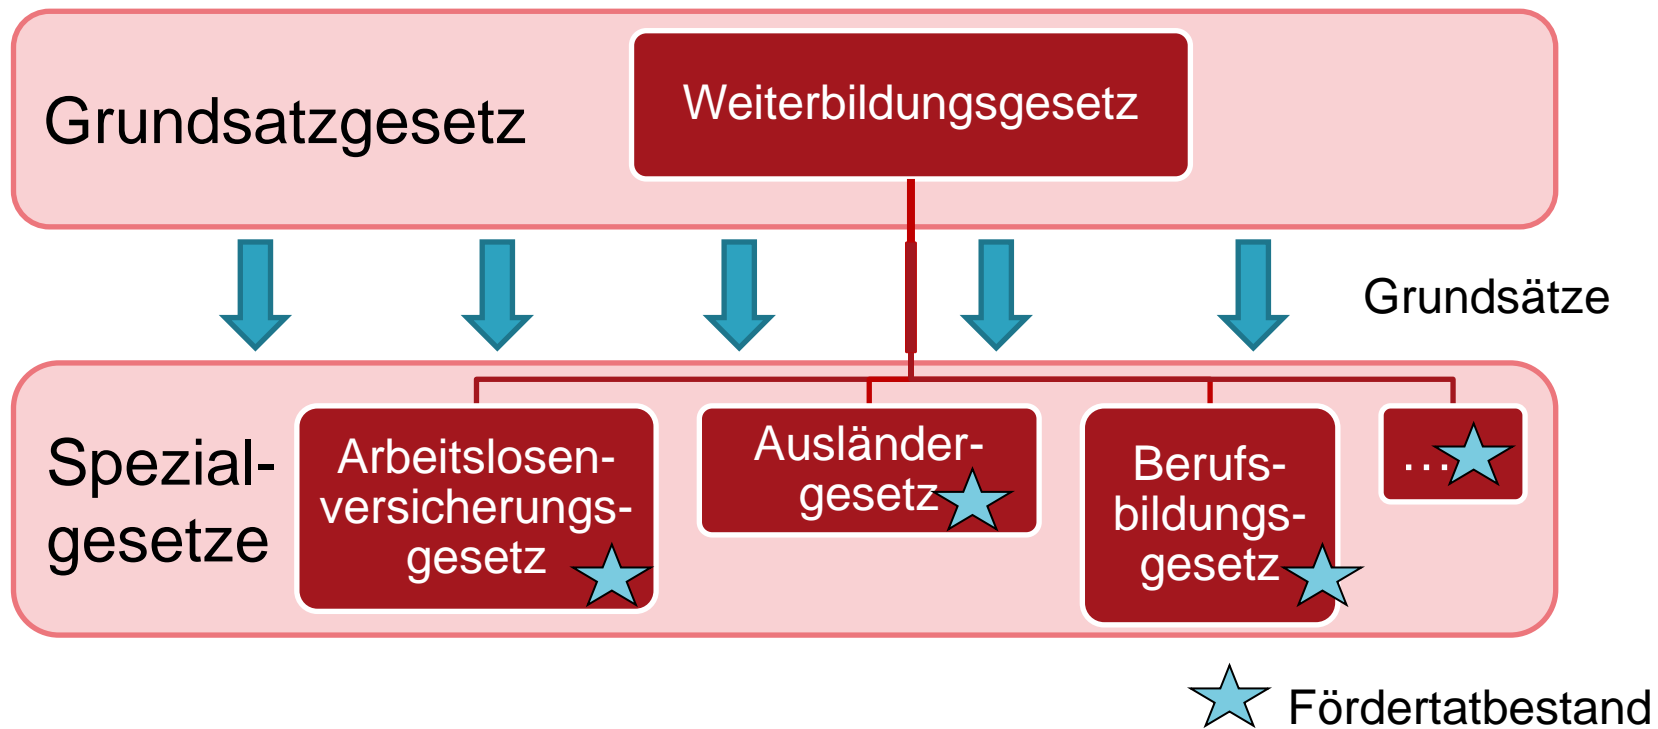 Grundsatzgesetz
Weiterbildungsgesetz
Grundsätze
Spezial-
gesetze
Arbeitslosen-
versicherungs-
gesetz
Ausländer-
gesetz
Berufs-
bildungs-
gesetz
...
Fördertatbestand